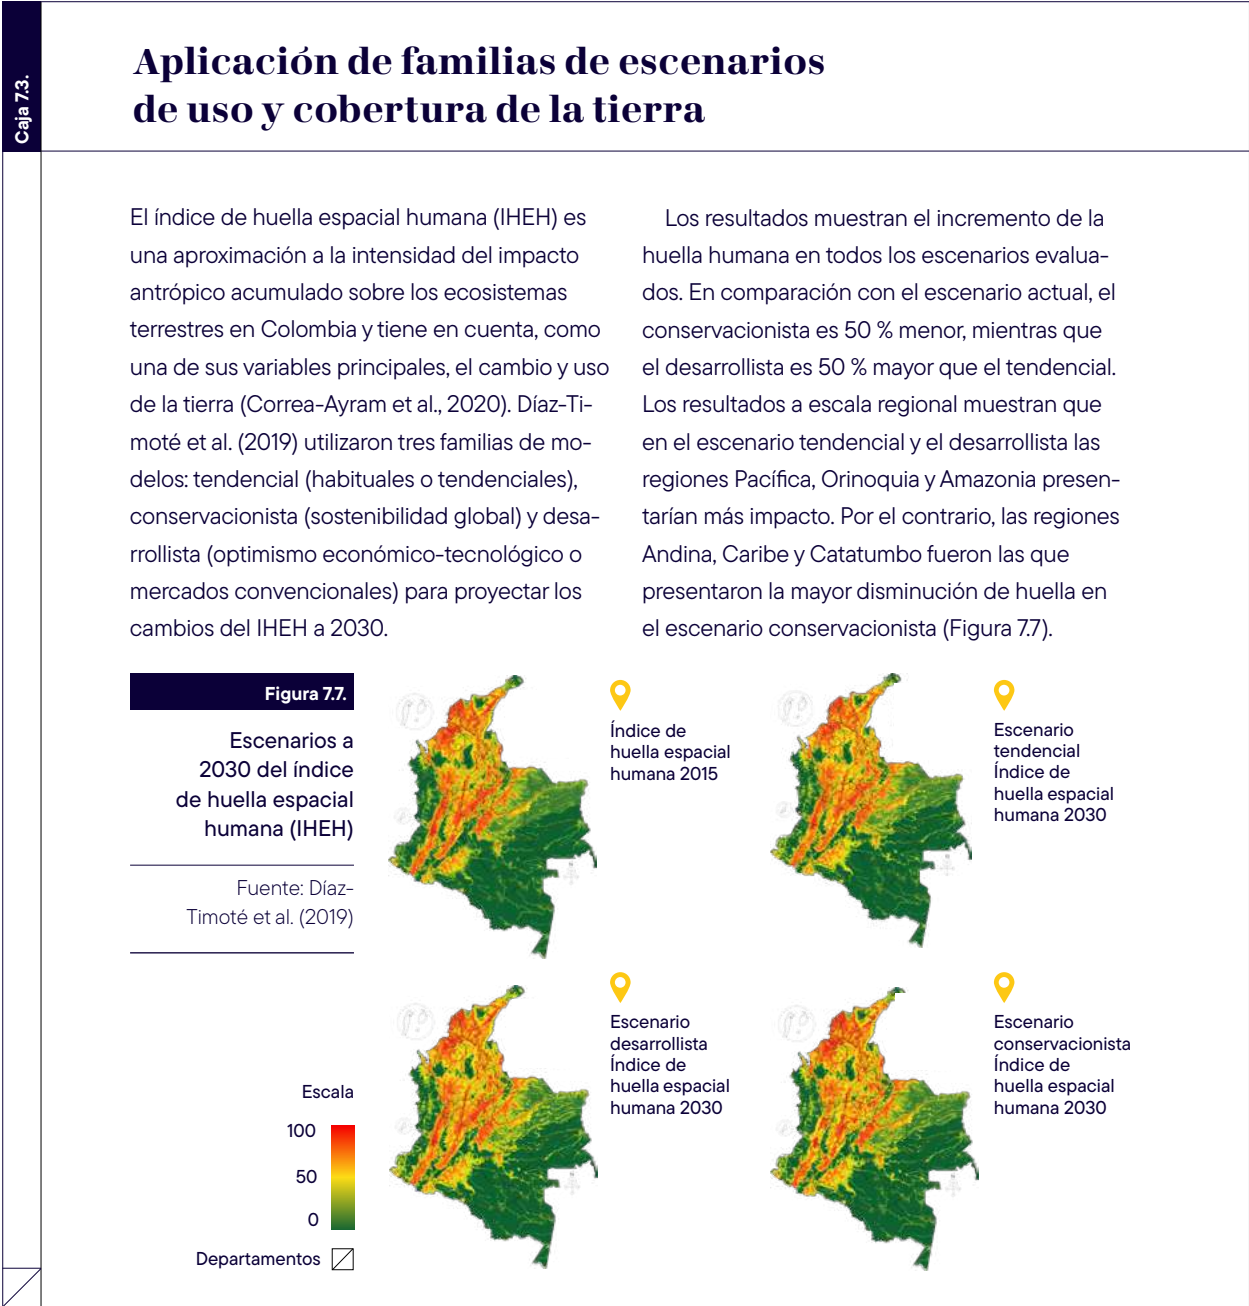 Caja 7.3.
Aplicación de familias de escenarios
de uso y cobertura de la tierra
El índice de huella espacial humana (IHEH) es
una aproximación a la intensidad del impacto
antrópico acumulado sobre los ecosistemas
terrestres en Colombia y tiene en cuenta, como
una de sus variables principales, el cambio y uso
de la tierra (Correa-Ayram et al., 2020). Díaz-Ti-
moté et al. (2019) utilizaron tres familias de mo-
delos: tendencial (habituales o tendenciales),
conservacionista (sostenibilidad global) y desa-
rrollista (optimismo económico-tecnológico o
mercados convencionales) para proyectar los
cambios del IHEH a 2030.
Los resultados muestran el incremento de la
huella humana en todos los escenarios evalua-
dos. En comparación con el escenario actual, el
conservacionista es 50 % menor, mientras que
el desarrollista es 50 % mayor que el tendencial.
Los resultados a escala regional muestran que
en el escenario tendencial y el desarrollista las
regiones Pacífica, Orinoquia y Amazonia presen-
tarían más impacto. Por el contrario, las regiones
Andina, Caribe y Catatumbo fueron las que
presentaron la mayor disminución de huella en
el escenario conservacionista (Figura 7.7).
Figura 7.7.
Escenarios a
2030 del índice
de huella espacial
humana (IHEH)
Fuente: Díaz-
Timoté et al. (2019)
Índice de
huella espacial
humana 2015
Escenario
tendencial
Índice de
huella espacial
humana 2030
Escenario
desarrollista
Índice de
huella espacial
humana 2030
Escenario
conservacionista
Índice de
huella espacial
humana 2030
Escala
100
50
0
Departamentos